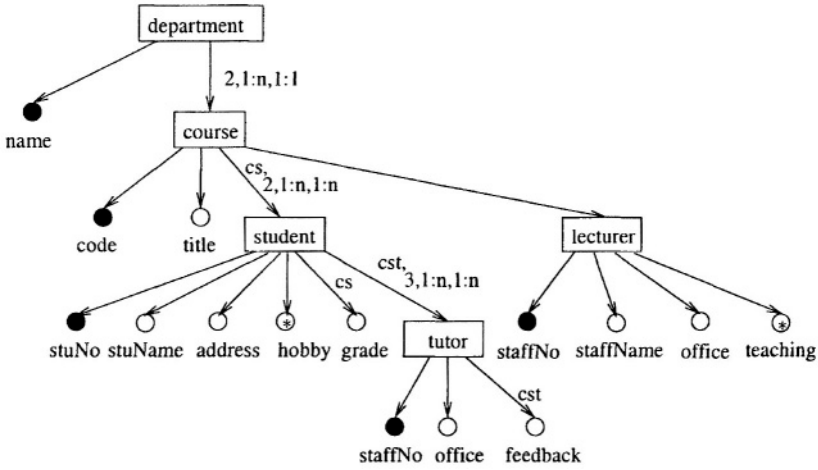 department
2,1:n,1:1
name
course
cs,
2,1:n,1:n
code
title
student
lecturer
cst,
3,1:n,1:n
cs
*
*
stuNo
stuName
address
hobby
grade
tutor
staffNo
staffName
office
teaching
cst
staffNo
office
feedback